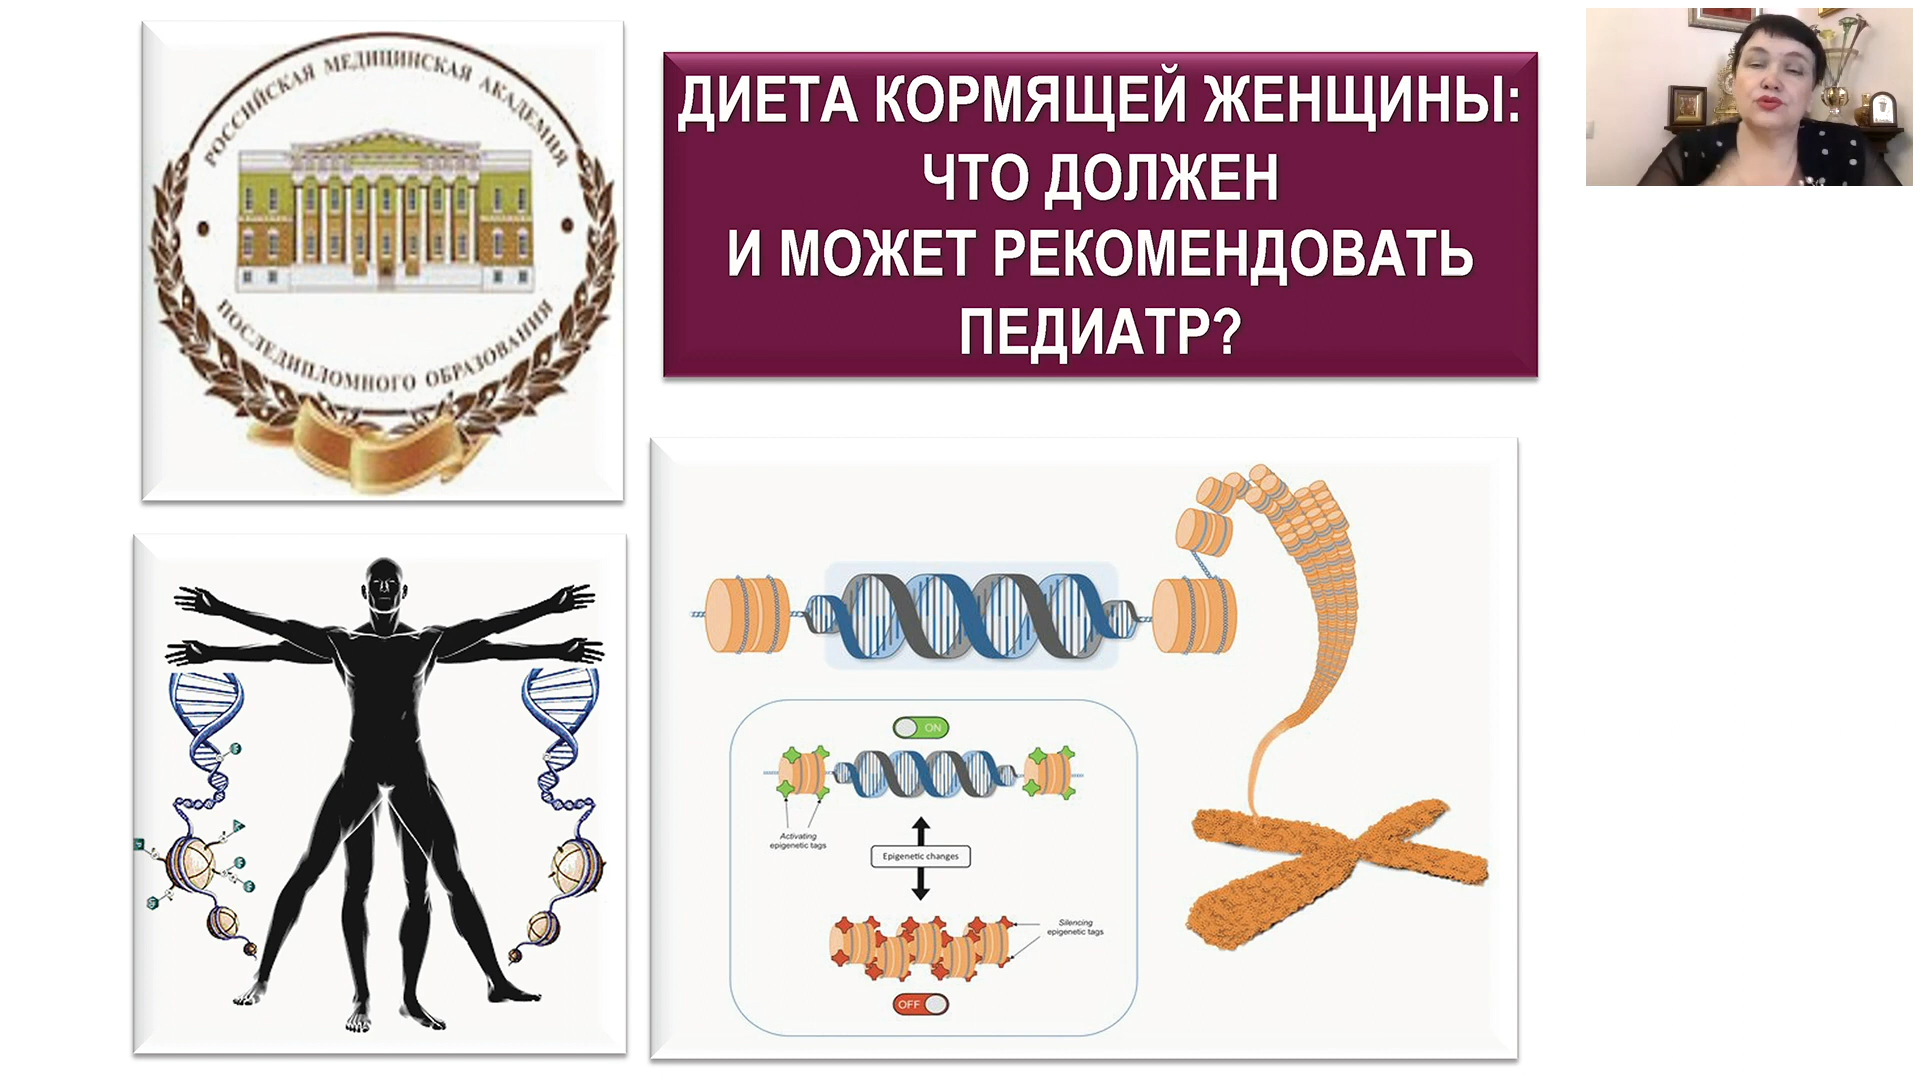 РОССИЙСКАЯ МЕДИЦИНСКАЯ АКАДЕМИЯ
ПОСЛЕДИПЛОМНОГО ОБРАЗОВАНИЯ
ДИЕТА КОРМЯЩЕЙ ЖЕНЩИНЫ:
ЧТО ДОЛЖЕН
И МОЖЕТ РЕКОМЕНДОВАТЬ
ПЕДИАТР?
ON
Activating
epigenetic tags
Epigenetic changes
Silencing
epigenetic tags
OFF